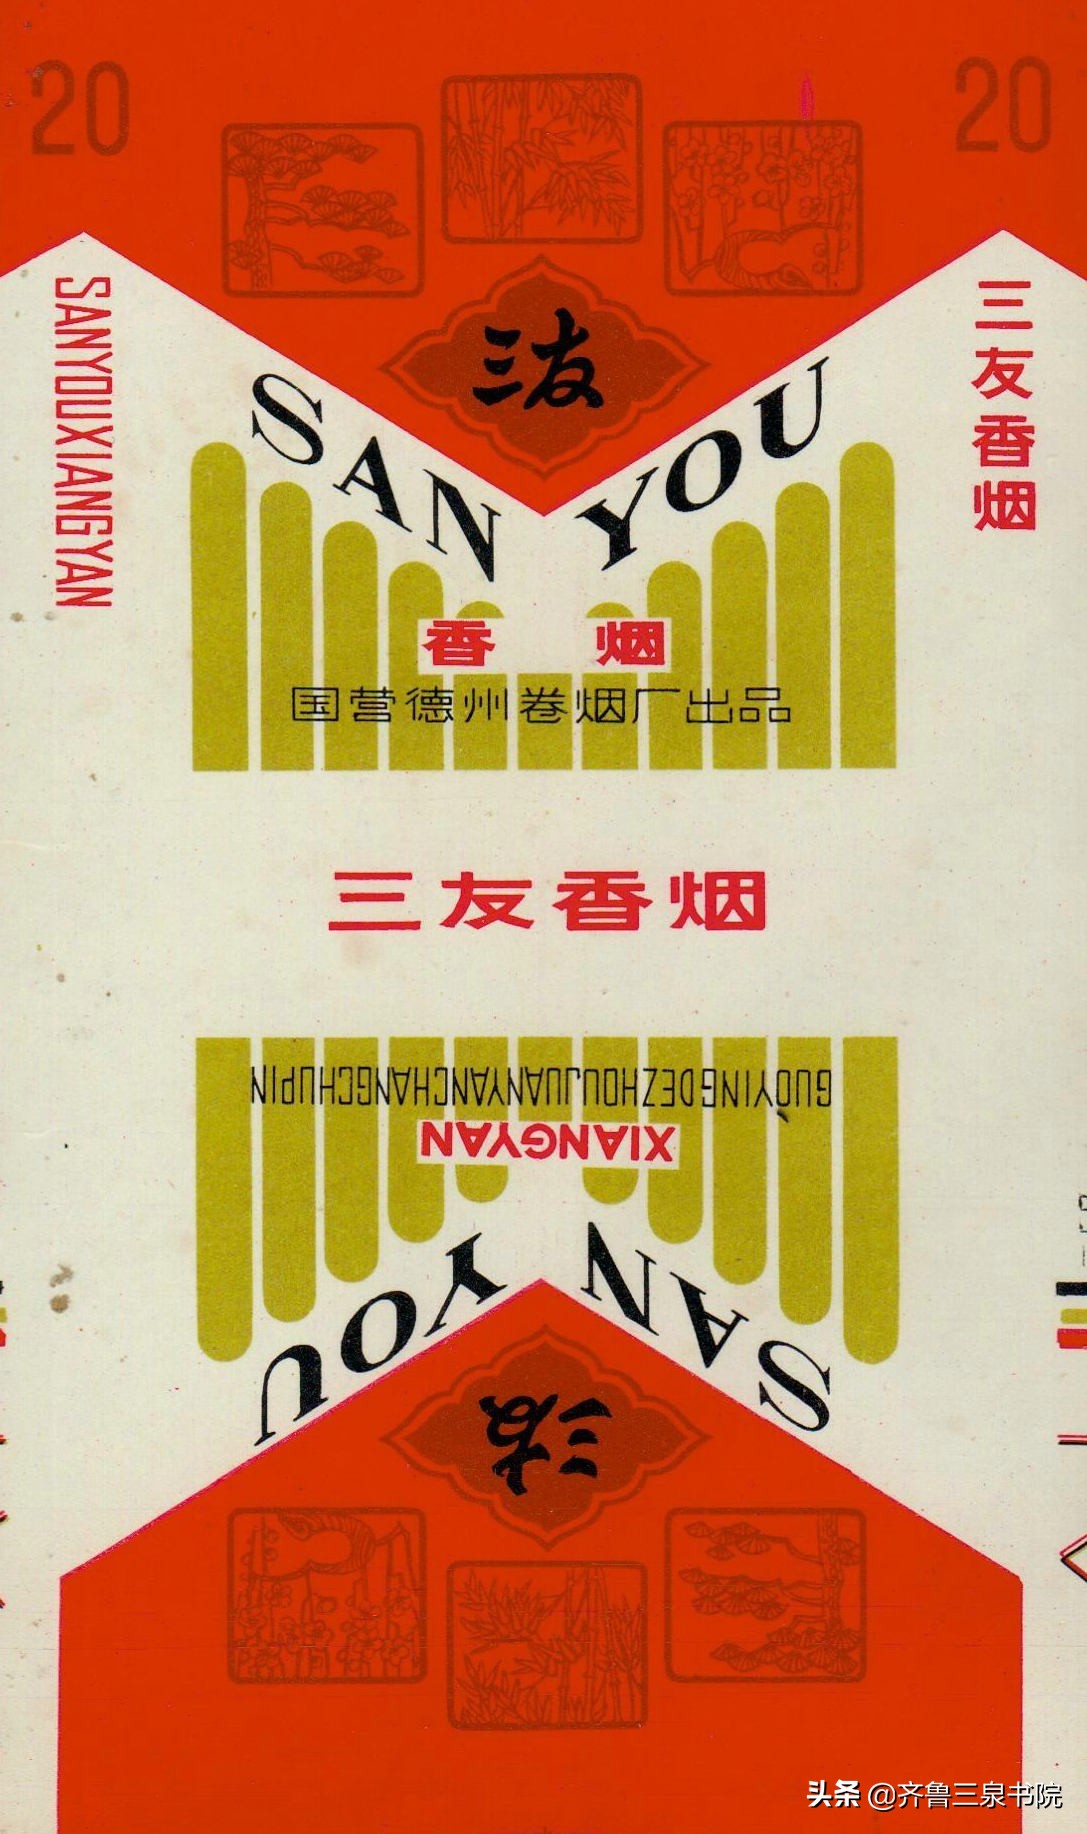 20
20
三友
SAN YOU
SANYOUXIANGYAN
三友香烟
香烟
国营德州卷烟厂出品
三友香烟
GUOYINGDEZHOUJUANYANCHANGCHUPIN
XIANGYAN
SAN YOU
三友
头条 @齐鲁三泉书院